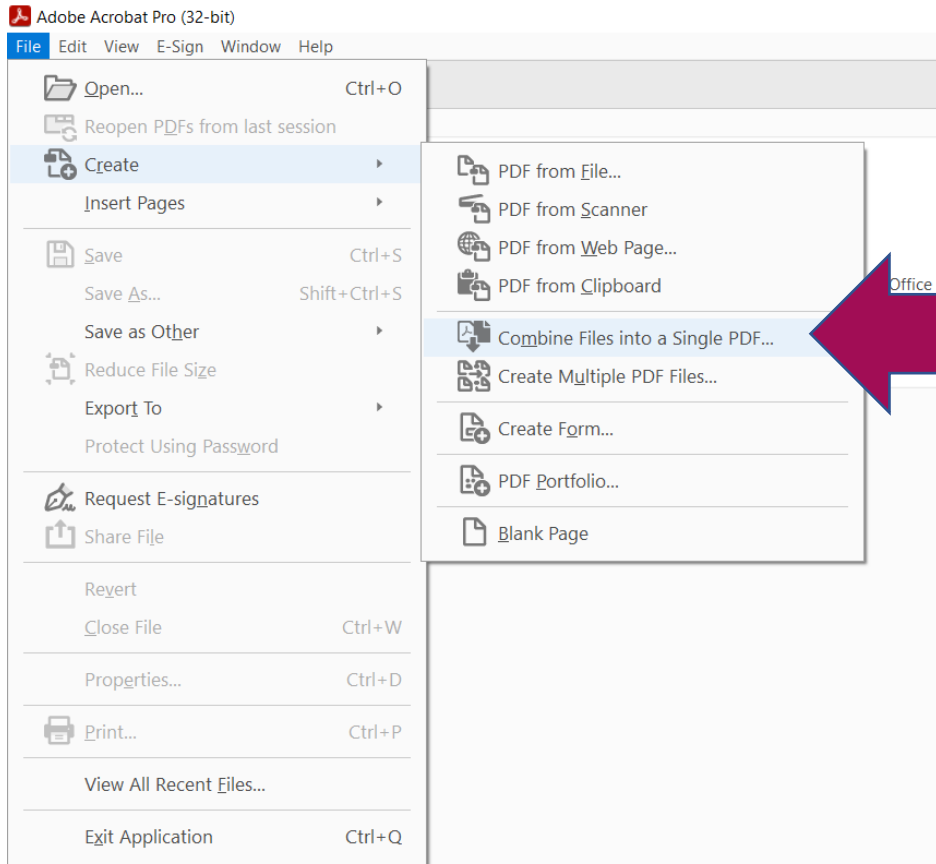 Adobe Acrobat Pro (32-bit)
File Edit View E-Sign Window Help
Open... Ctrl+O
Reopen PDFs from last session
Create
Insert Pages
Save Ctrl+S
Save As... Shift+Ctrl+S
Save as Other
Reduce File Size
Export To
Protect Using Password
Request E-signatures
Share File
Revert
Close File Ctrl+W
Properties... Ctrl+D
Print... Ctrl+P
View All Recent Files...
Exit Application Ctrl+Q
PDF from File...
PDF from Scanner
PDF from Web Page...
PDF from Clipboard
Combine Files into a Single PDF...
Create Multiple PDF Files...
Create Form...
PDF Portfolio...
Blank Page
Office